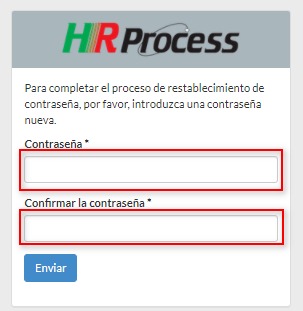 HRProcess
Para completar el proceso de restablecimiento de
contraseña, por favor, introduzca una contraseña
nueva.
Contraseña *
Confirmar la contraseña *
Enviar